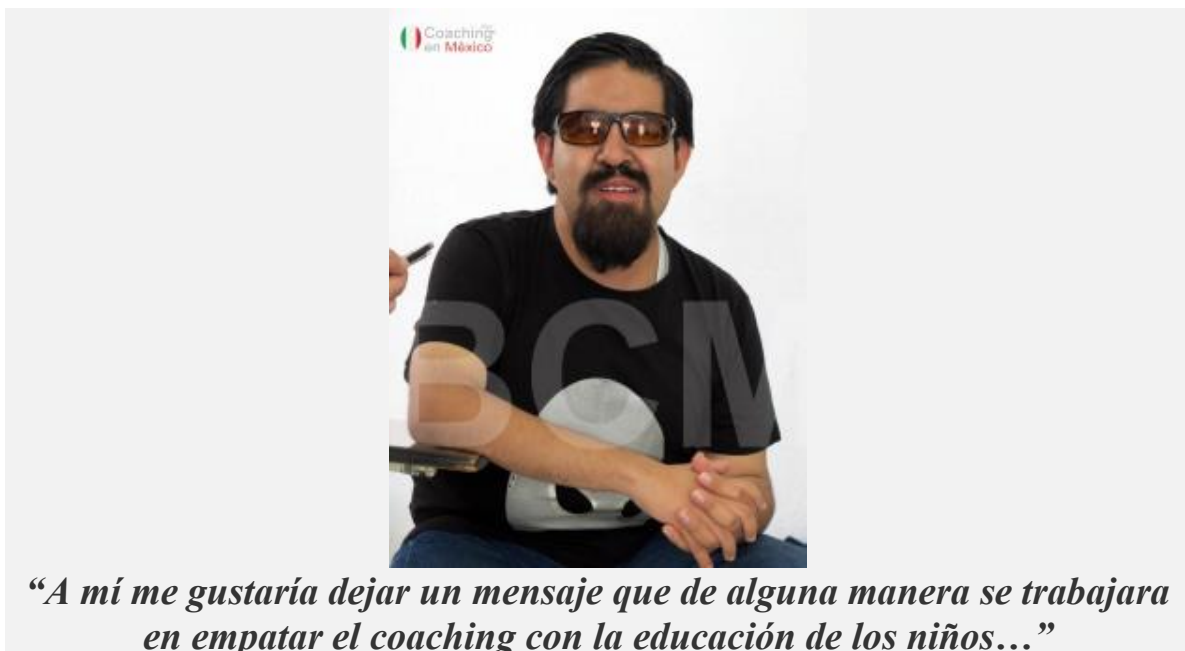 Coaching
en México
BCM
“A mí me gustaría dejar un mensaje que de alguna manera se trabajara
en empatar el coaching con la educación de los niños…”